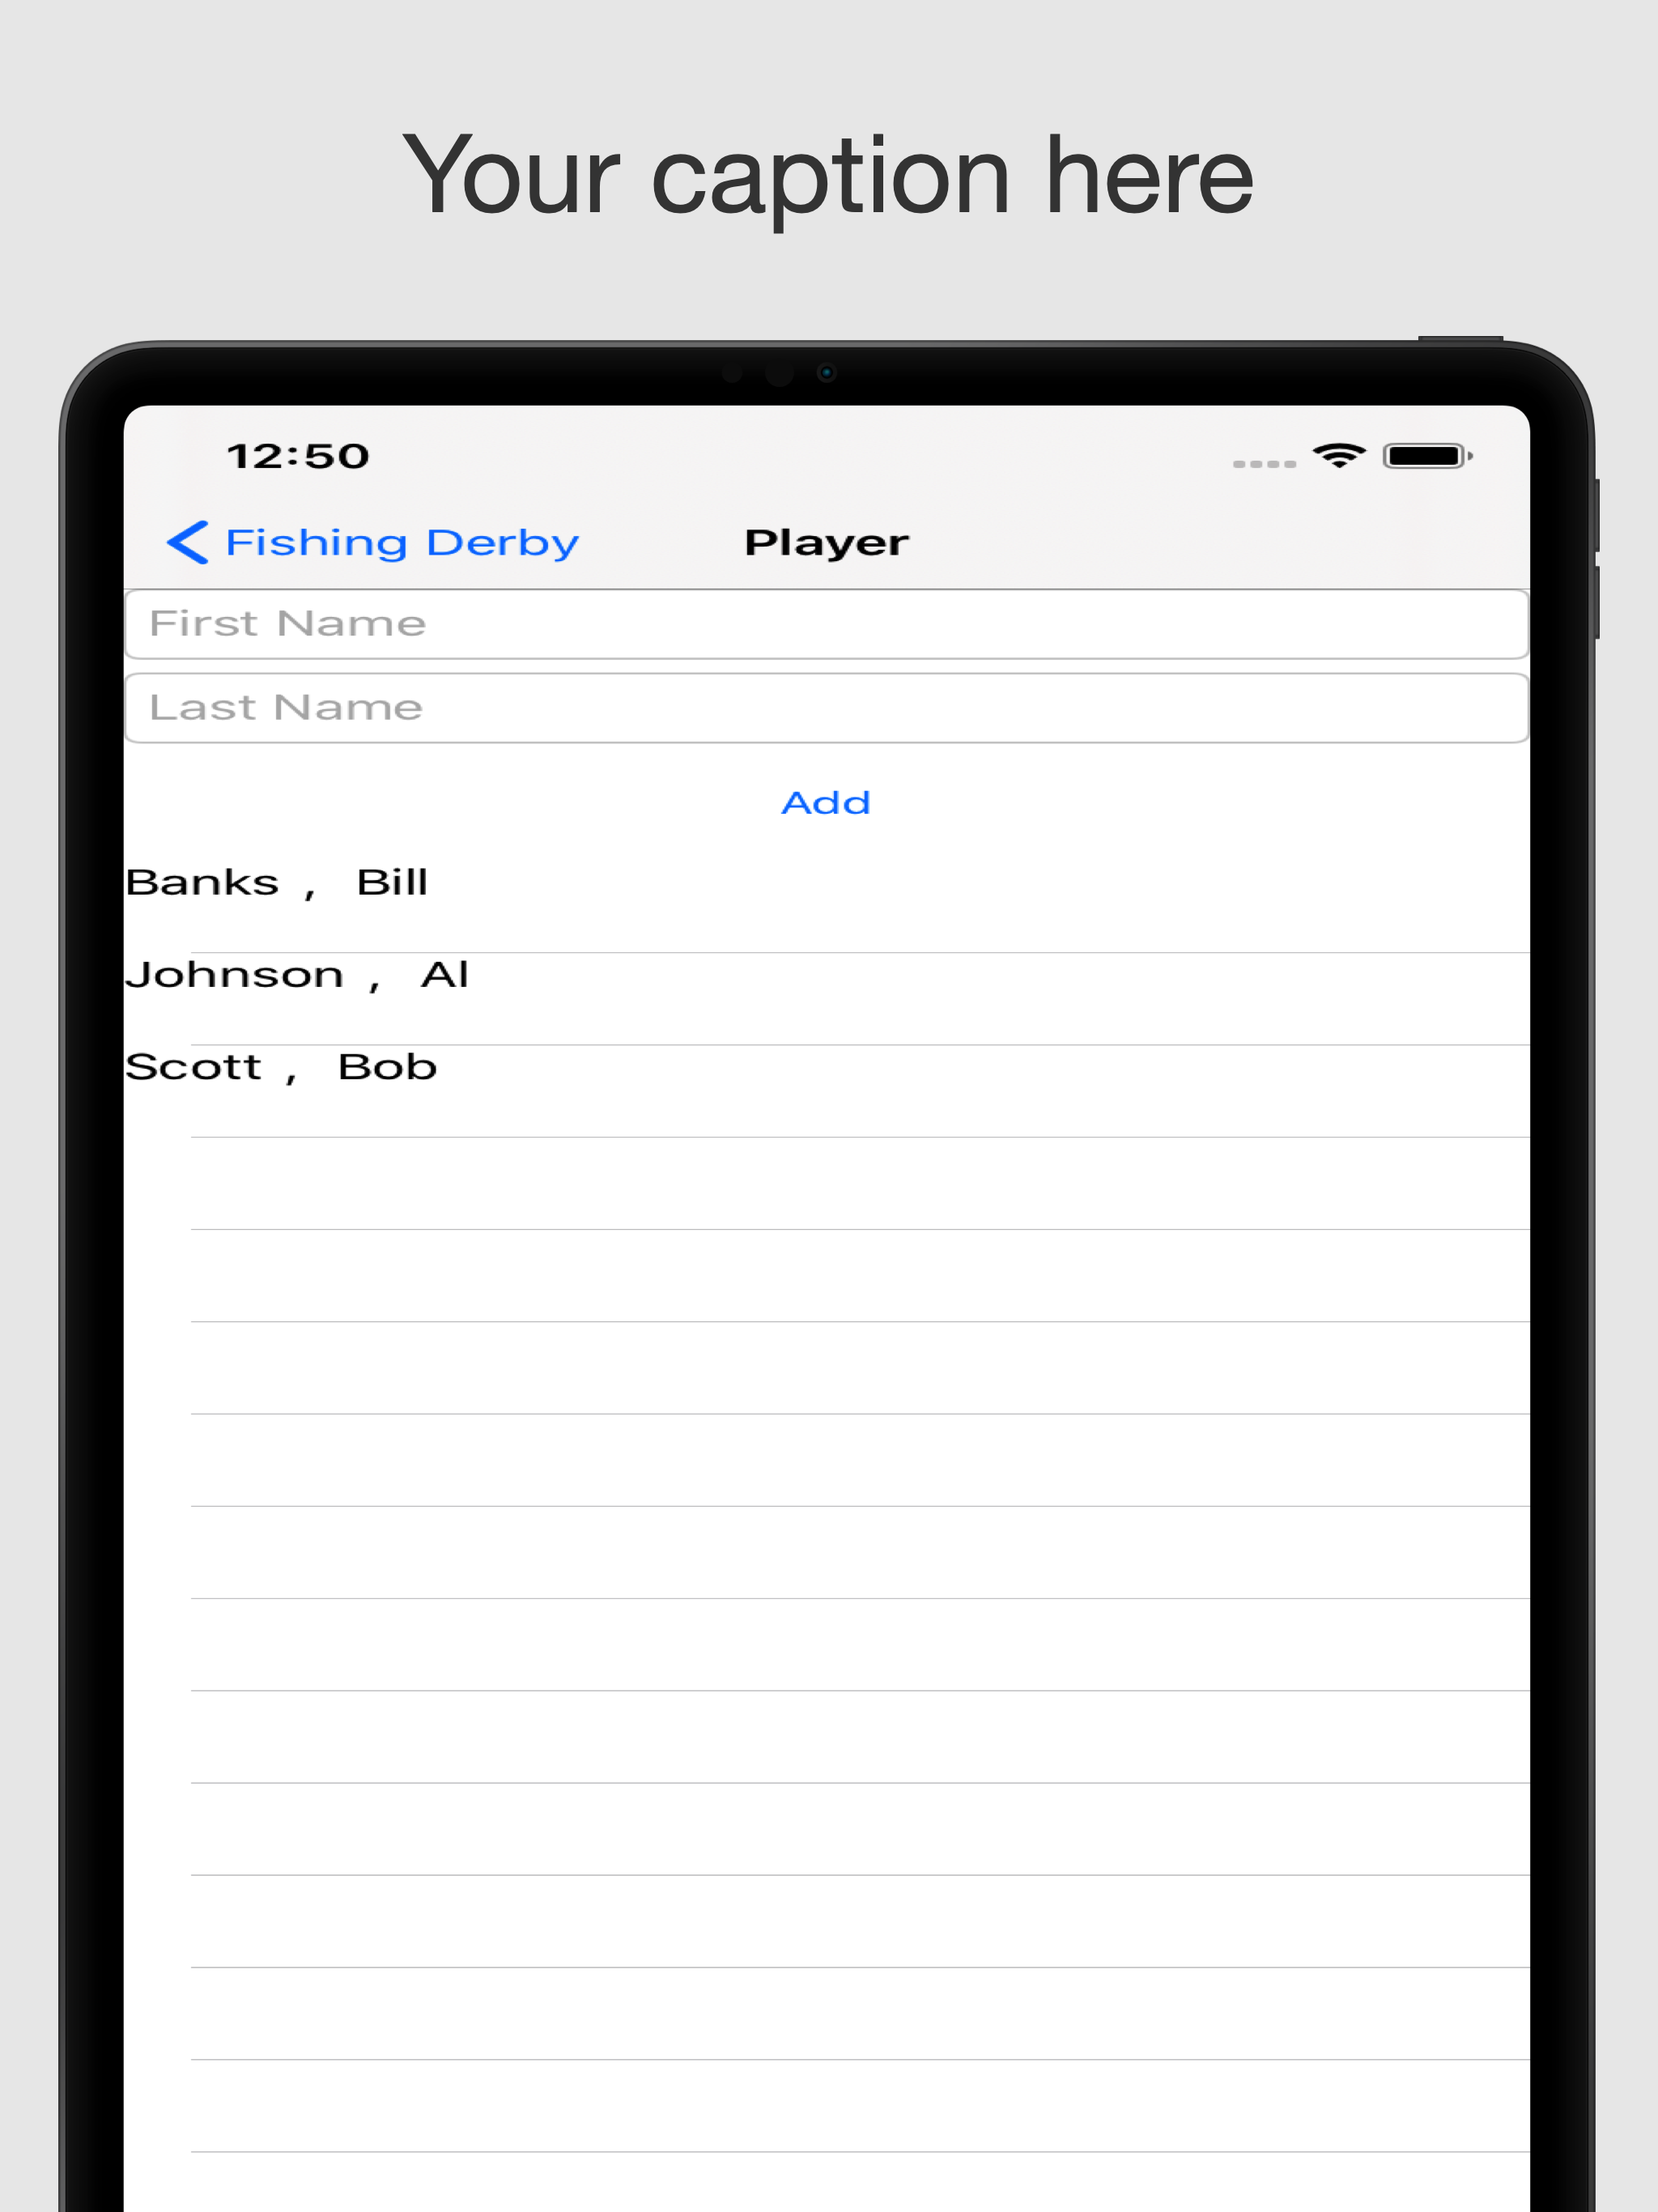 Your caption here
12:50
Fishing Derby Player
First Name
Last Name
Add
Banks , Bill
Johnson , Al
Scott , Bob